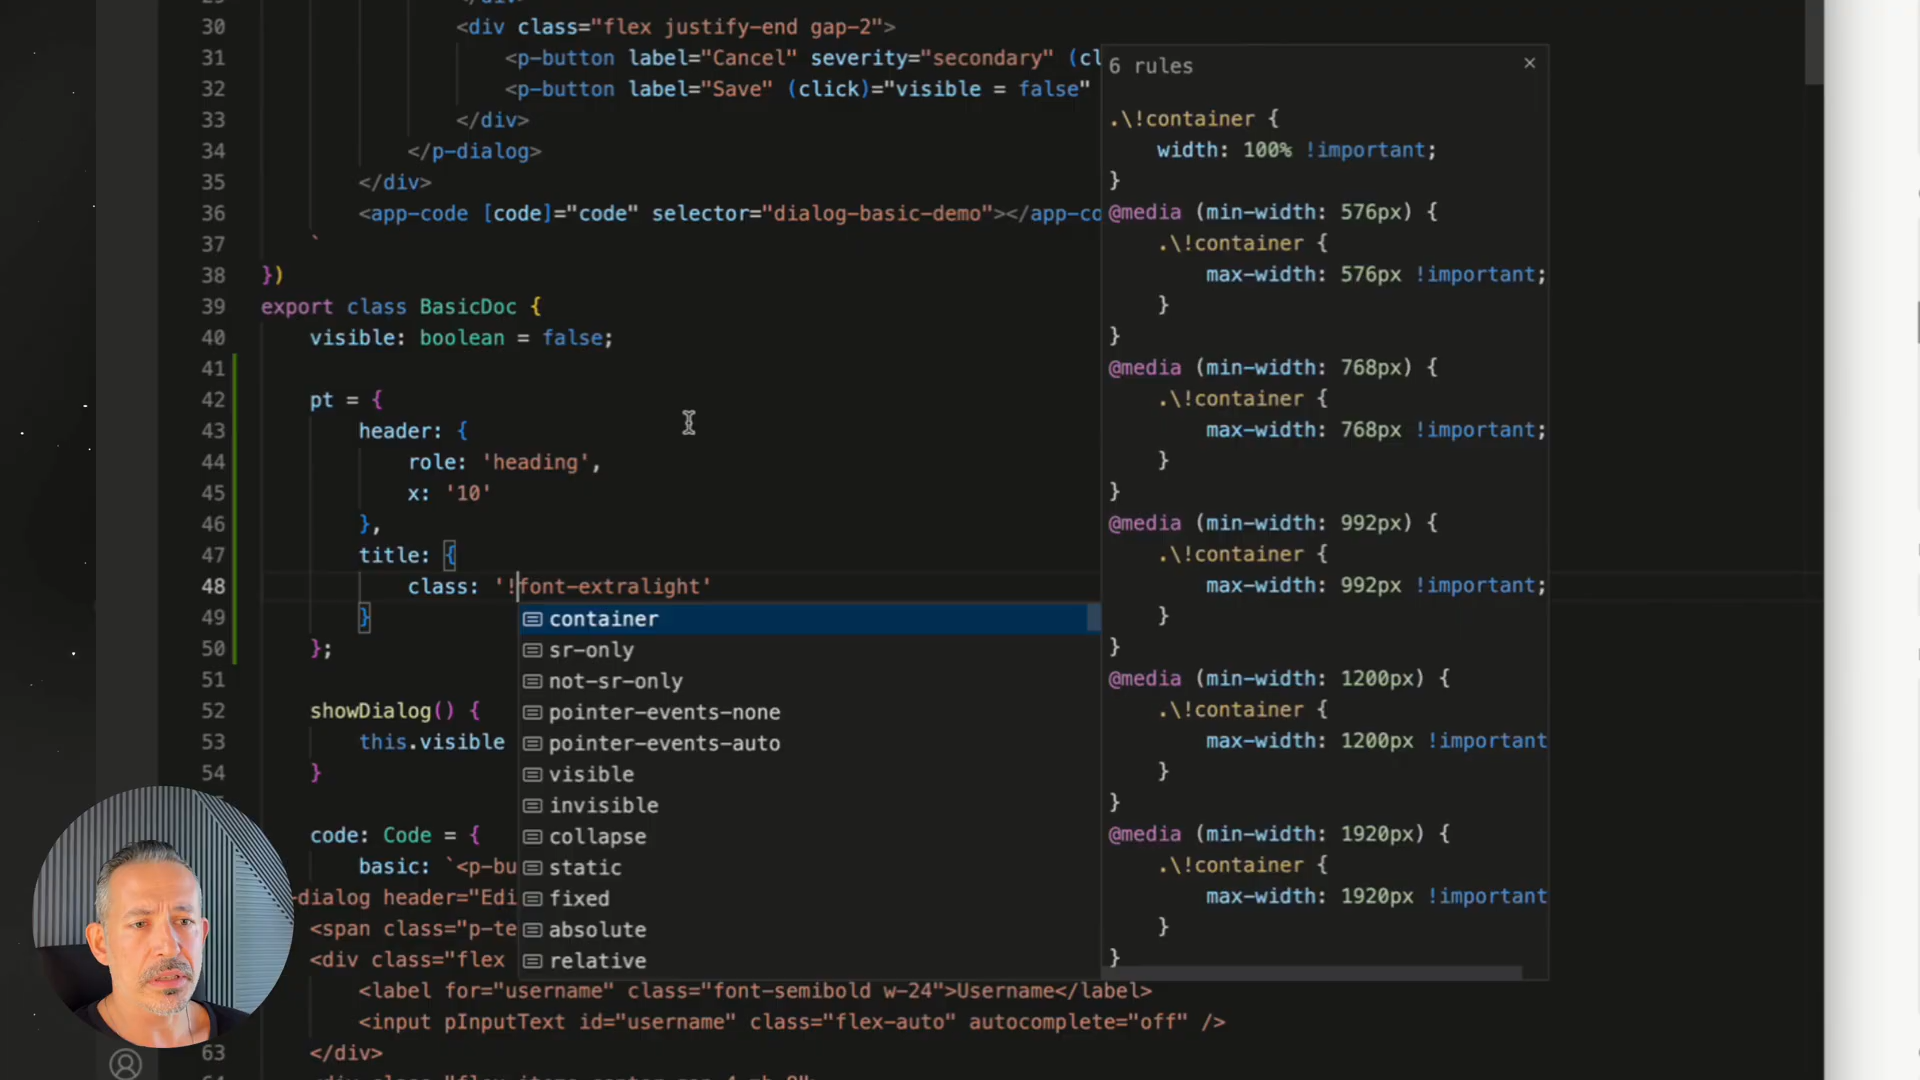 30 <div class="flex justify-end gap-2">
31 <p-button label="Cancel" severity="secondary" (cl
32 <p-button label="Save" (click)="visible = false"
33 </div>
34 </p-dialog>
35 </div>
36 <app-code [code]="code" selector="dialog-basic-demo"></app-co
37 `
38 })
39 export class BasicDoc {
40 visible: boolean = false;
41
42 pt = {
43 header: {
44 role: 'heading',
45 x: '10'
46 },
47 title: {
48 class: '!font-extralight'
49 }
50 };
51
52 showDialog() {
53 this.visible
54 }
code: Code = {
basic: `<p-bu
-dialog header="Edi
<span class="p-te
<div class="flex
<label for="username" class="font-semibold w-24">Username</label>
<input pInputText id="username" class="flex-auto" autocomplete="off" />
63 </div>
container
sr-only
not-sr-only
pointer-events-none
pointer-events-auto
visible
invisible
collapse
static
fixed
absolute
relative
6 rules
.\!container {
width: 100% !important;
}
@media (min-width: 576px) {
.\!container {
max-width: 576px !important;
}
}
@media (min-width: 768px) {
.\!container {
max-width: 768px !important;
}
}
@media (min-width: 992px) {
.\!container {
max-width: 992px !important;
}
}
@media (min-width: 1200px) {
.\!container {
max-width: 1200px !important
}
}
@media (min-width: 1920px) {
.\!container {
max-width: 1920px !important
}
}